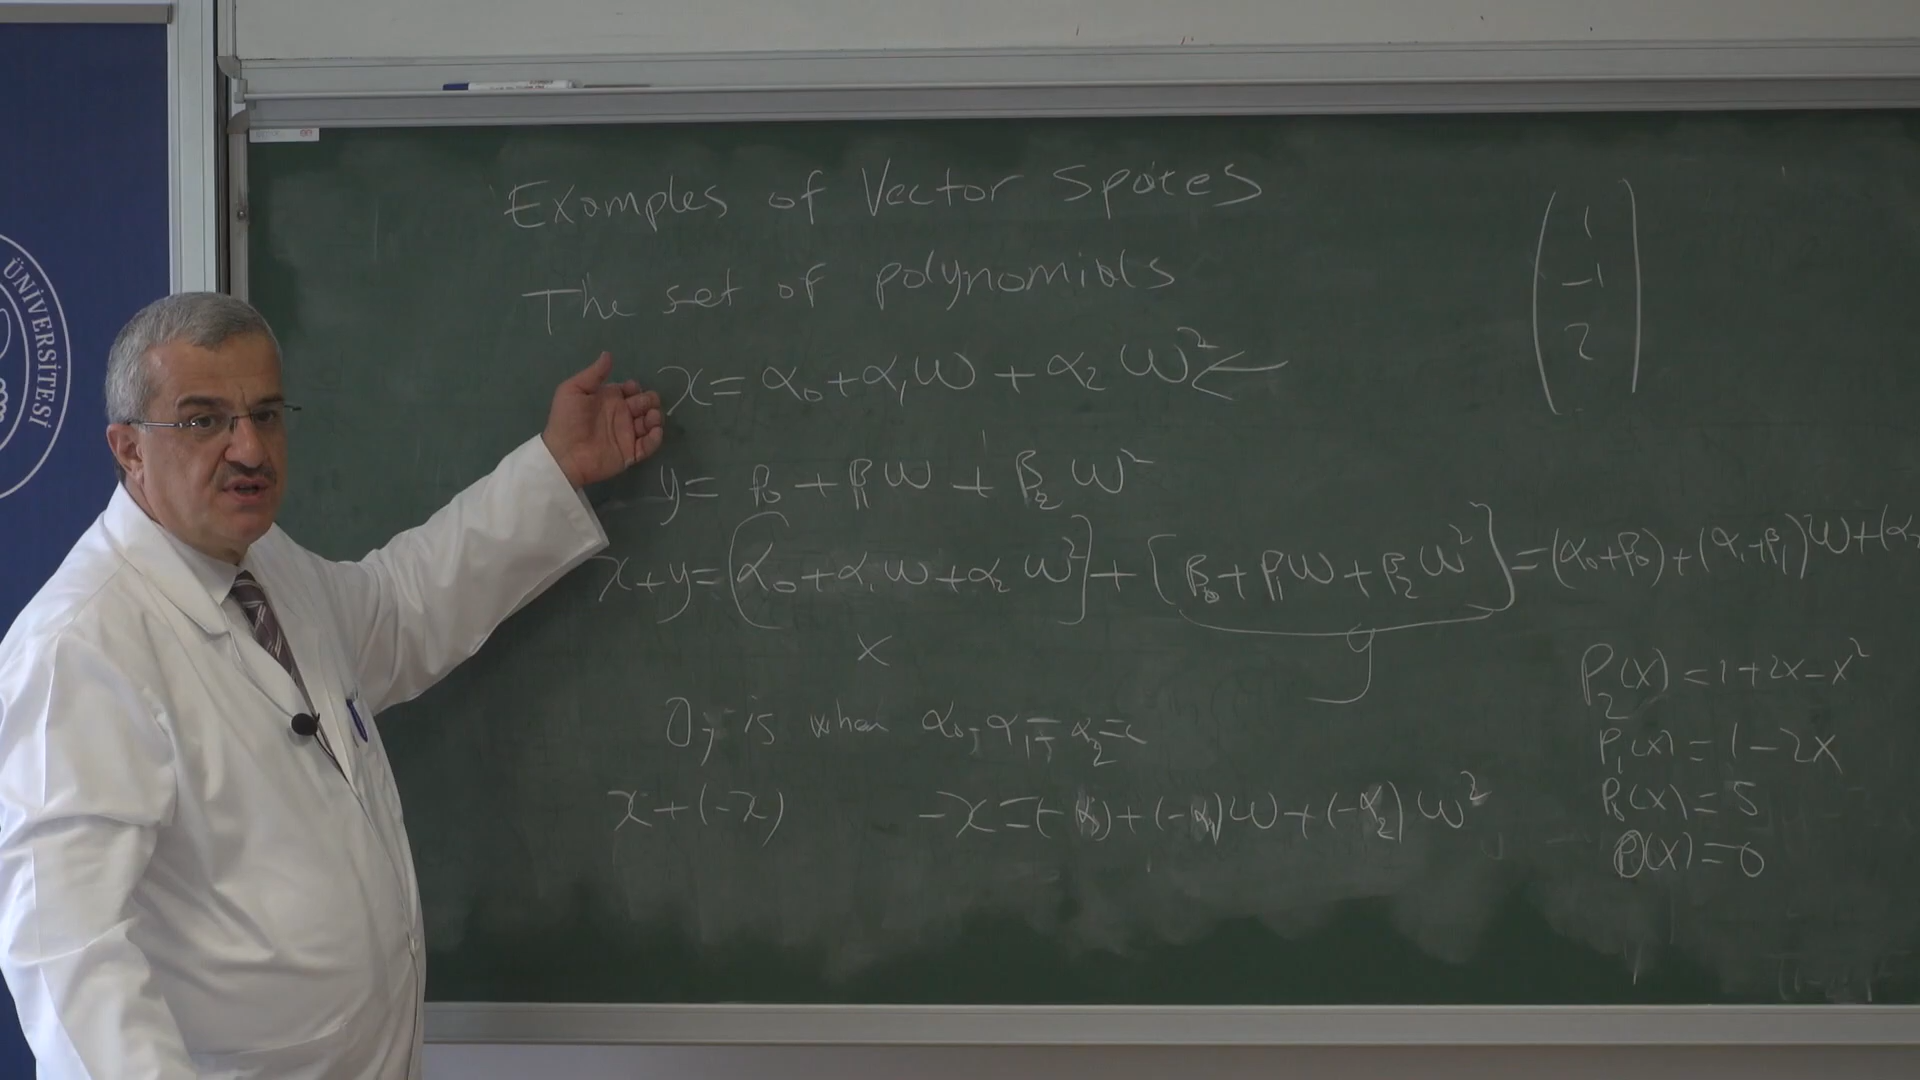 ÜNİVERSİTESİ
Examples of Vector Spaces
The set of polynomials
x = α₀ + α₁ω + α₂ω²
y = β₀ + β₁ω + β₂ω²
x + y = [α₀ + α₁ω + α₂ω²] + [β₀ + β₁ω + β₂ω²] = (α₀+β₀) + (α₁+β₁)ω + (α₂
x
y
is when α₀ = α₁ = α₂ =
x + (-x) -x = (-α₀) + (-α₁)ω + (-α₂)ω²
1
-1
2
P₂(x) = 1 + 2x - x²
P₁(x) = 1 - 2x
P₀(x) = 5
(x) = 0